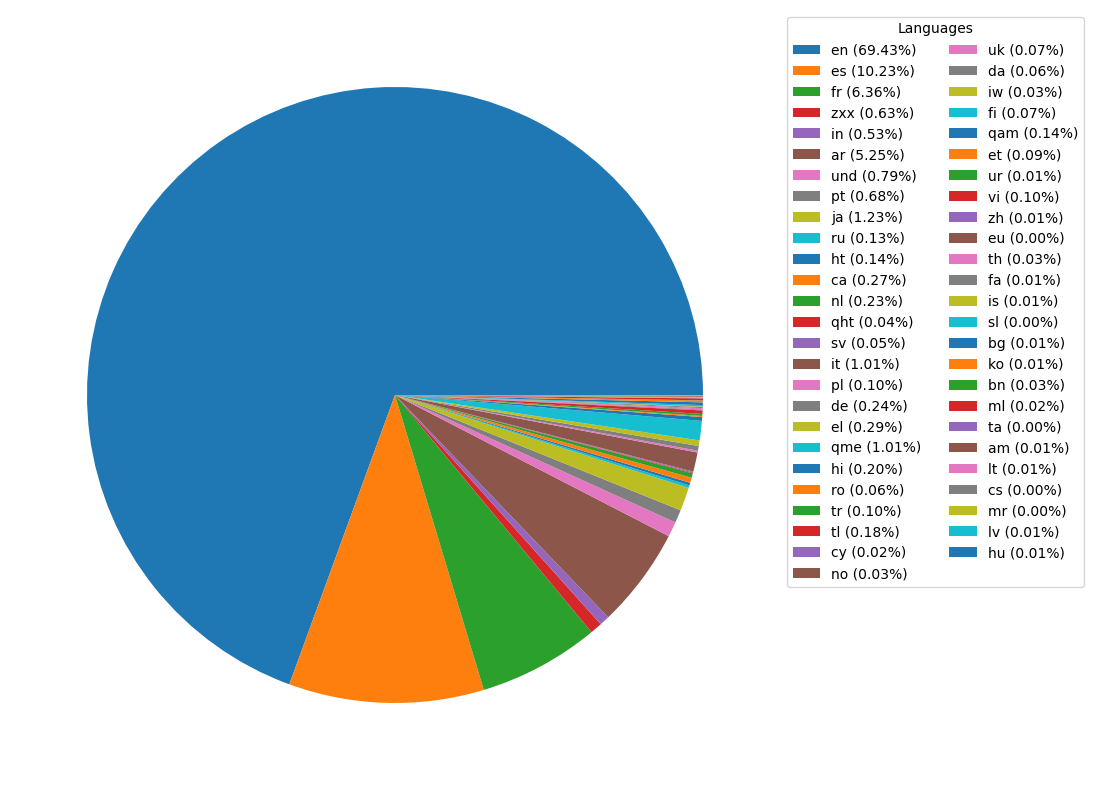 Languages
en (69.43%)
es (10.23%)
fr (6.36%)
zxx (0.63%)
in (0.53%)
ar (5.25%)
und (0.79%)
pt (0.68%)
ja (1.23%)
ru (0.13%)
ht (0.14%)
ca (0.27%)
nl (0.23%)
qht (0.04%)
sv (0.05%)
it (1.01%)
pl (0.10%)
de (0.24%)
el (0.29%)
qme (1.01%)
hi (0.20%)
ro (0.06%)
tr (0.10%)
tl (0.18%)
cy (0.02%)
no (0.03%)
uk (0.07%)
da (0.06%)
iw (0.03%)
fi (0.07%)
qam (0.14%)
et (0.09%)
ur (0.01%)
vi (0.10%)
zh (0.01%)
eu (0.00%)
th (0.03%)
fa (0.01%)
is (0.01%)
sl (0.00%)
bg (0.01%)
ko (0.01%)
bn (0.03%)
ml (0.02%)
ta (0.00%)
am (0.01%)
lt (0.01%)
cs (0.00%)
mr (0.00%)
lv (0.01%)
hu (0.01%)